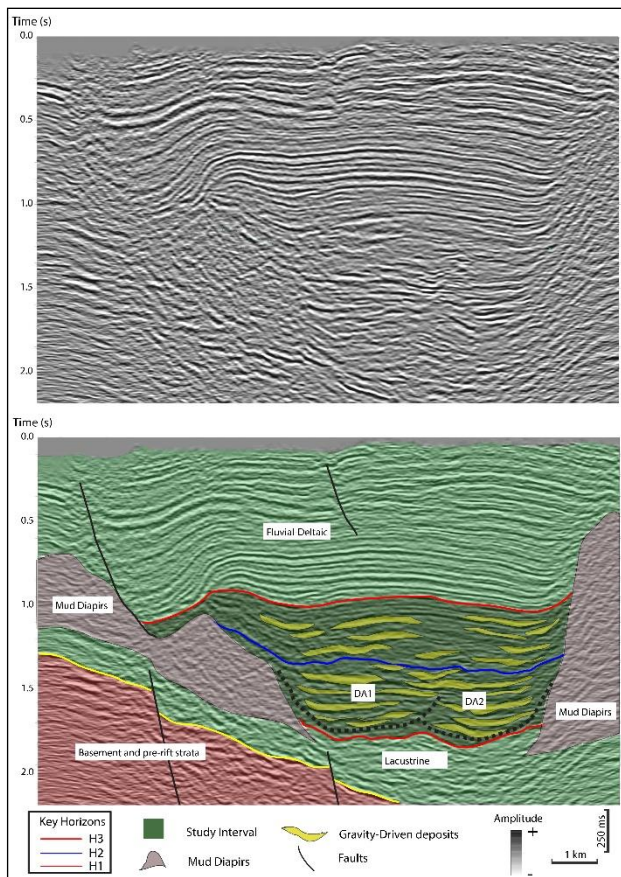 Time (s)
0.0
0.5
1.0
1.5
2.0
Time (s)
0.0
Fluvial Deltaic
0.5
Mud Diapirs
1.0
1.5
DA1
DA2
Mud Diapirs
Basement and pre-rift strata
Lacustrine
2.0
Key Horizons
H3
H2
H1
Study Interval
Mud Diapirs
Gravity-Driven deposits
Faults
Amplitude
+
-
1 km
250 ms